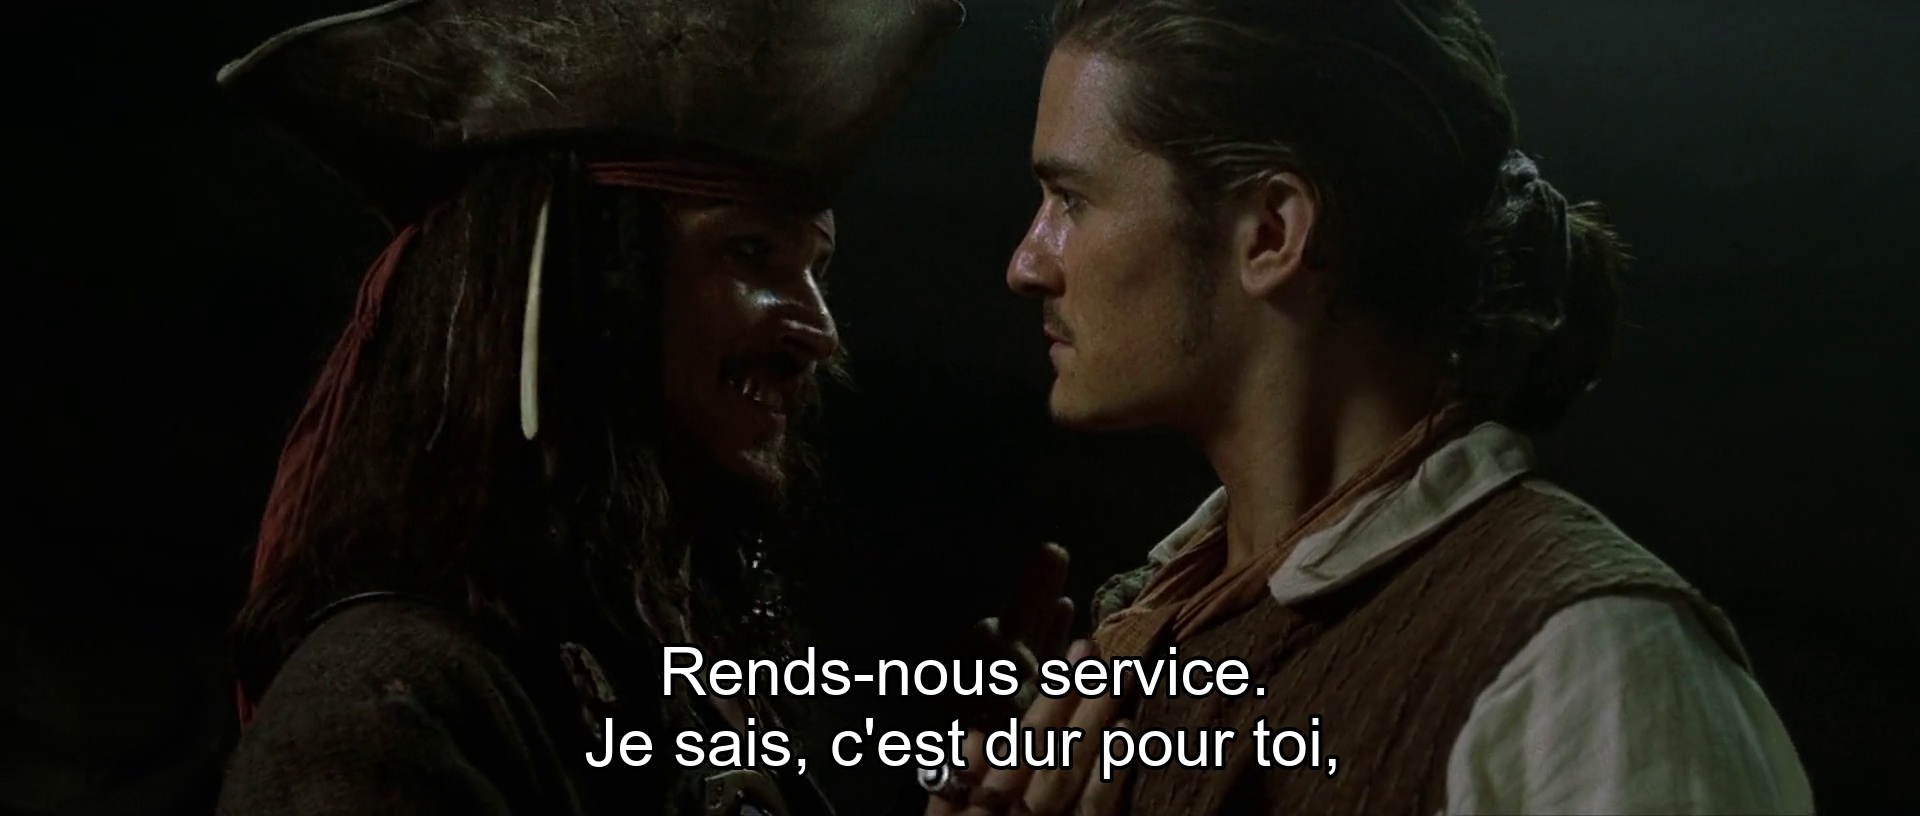 Rends-nous service.
Je sais, c'est dur pour toi,